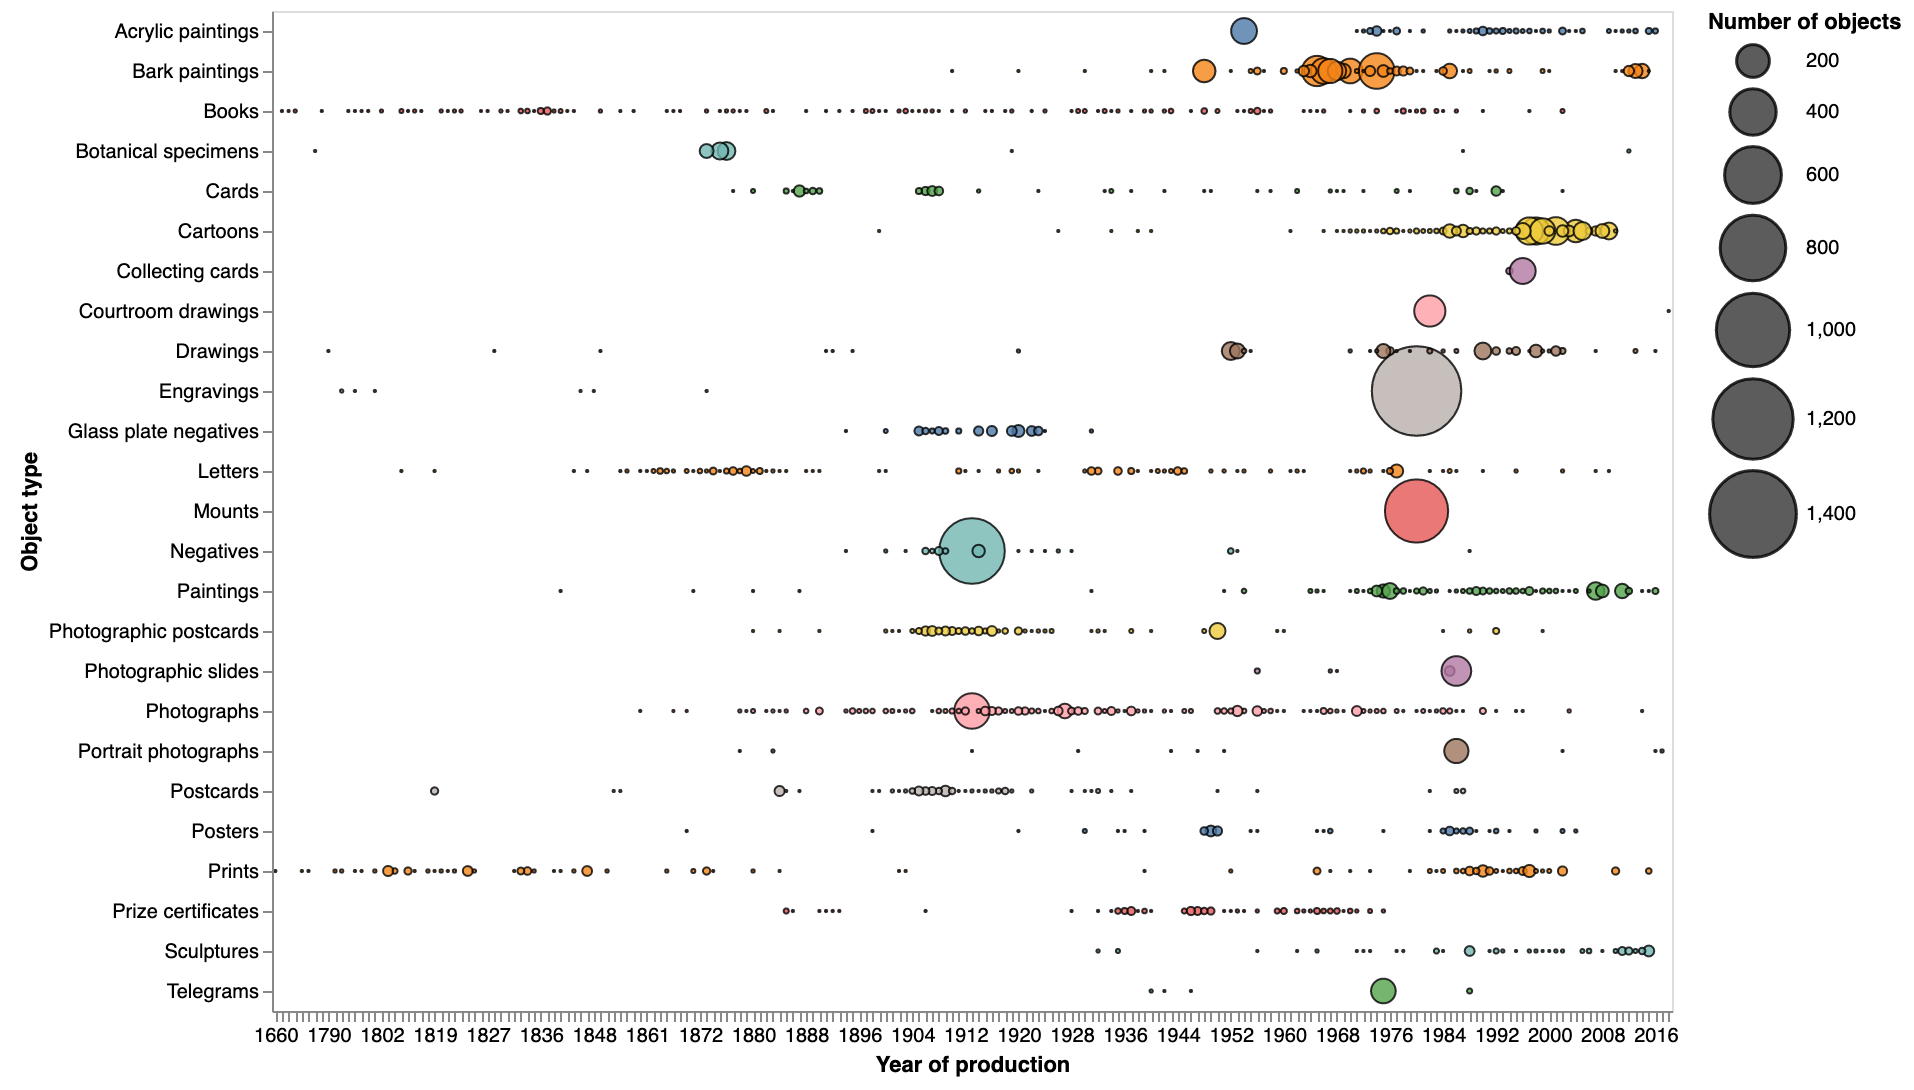 Number of objects
200
400
600
800
1,000
1,200
1,400
Object type
Acrylic paintings
Bark paintings
Books
Botanical specimens
Cards
Cartoons
Collecting cards
Courtroom drawings
Drawings
Engravings
Glass plate negatives
Letters
Mounts
Negatives
Paintings
Photographic postcards
Photographic slides
Photographs
Portrait photographs
Postcards
Posters
Prints
Prize certificates
Sculptures
Telegrams
1660 1790 1802 1819 1827 1836 1848 1861 1872 1880 1888 1896 1904 1912 1920 1928 1936 1944 1952 1960 1968 1976 1984 1992 2000 2008 2016
Year of production